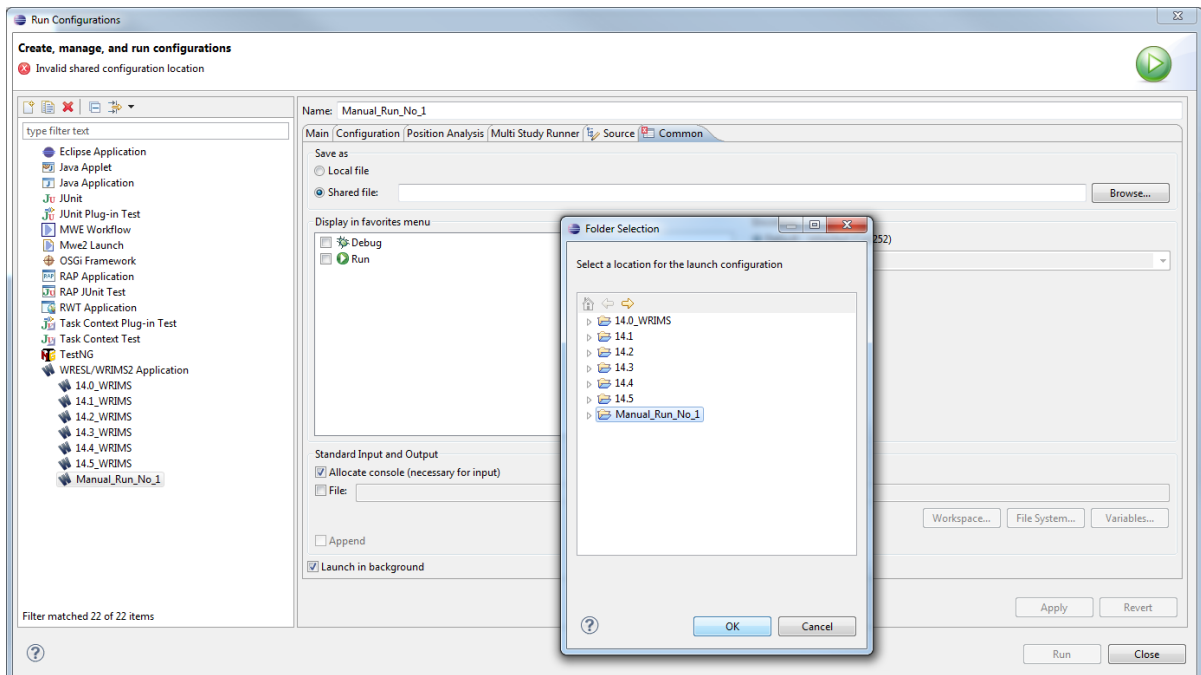 Run Configurations
Create, manage, and run configurations
Invalid shared configuration location
type filter text
Eclipse Application
Java Applet
Java Application
JUnit
JUnit Plug-in Test
MWE Workflow
Mwe2 Launch
OSGi Framework
RAP Application
RAP JUnit Test
RWT Application
Task Context Plug-in Test
Task Context Test
TestNG
WRESL/WRIMS2 Application
14.0_WRIMS
14.1_WRIMS
14.2_WRIMS
14.3_WRIMS
14.4_WRIMS
14.5_WRIMS
Manual_Run_No_1
Filter matched 22 of 22 items
Name: Manual_Run_No_1
Main Configuration Position Analysis Multi Study Runner Source Common
Save as
Local file
Shared file: Browse...
Display in favorites menu
Debug
Run
252)
Standard Input and Output
Allocate console (necessary for input)
File:
Workspace... File System... Variables...
Append
Launch in background
Apply Revert
Run Close
Folder Selection
Select a location for the launch configuration
14.0_WRIMS
14.1
14.2
14.3
14.4
14.5
Manual_Run_No_1
OK Cancel